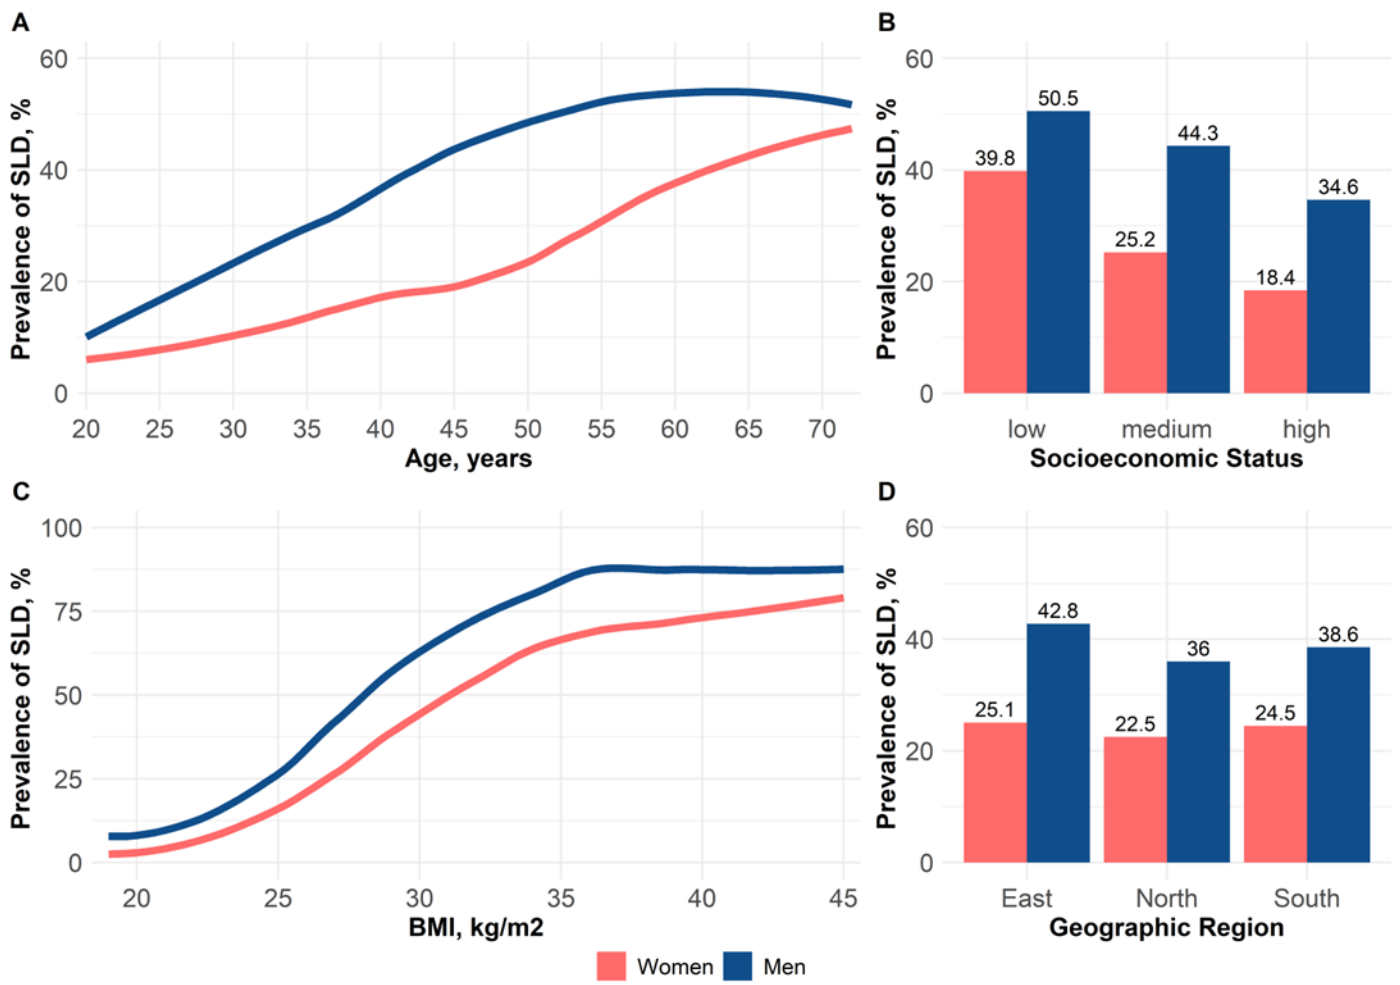 A
Prevalence of SLD, %
60
40
20
0
20 25 30 35 40 45 50 55 60 65 70
Age, years
B
Prevalence of SLD, %
60
40
20
0
39.8 50.5 25.2 44.3 18.4 34.6
low medium high
Socioeconomic Status
C
Prevalence of SLD, %
100
75
50
25
0
20 25 30 35 40 45
BMI, kg/m2
D
Prevalence of SLD, %
60
40
20
0
25.1 42.8 22.5 36 24.5 38.6
East North South
Geographic Region
Women Men